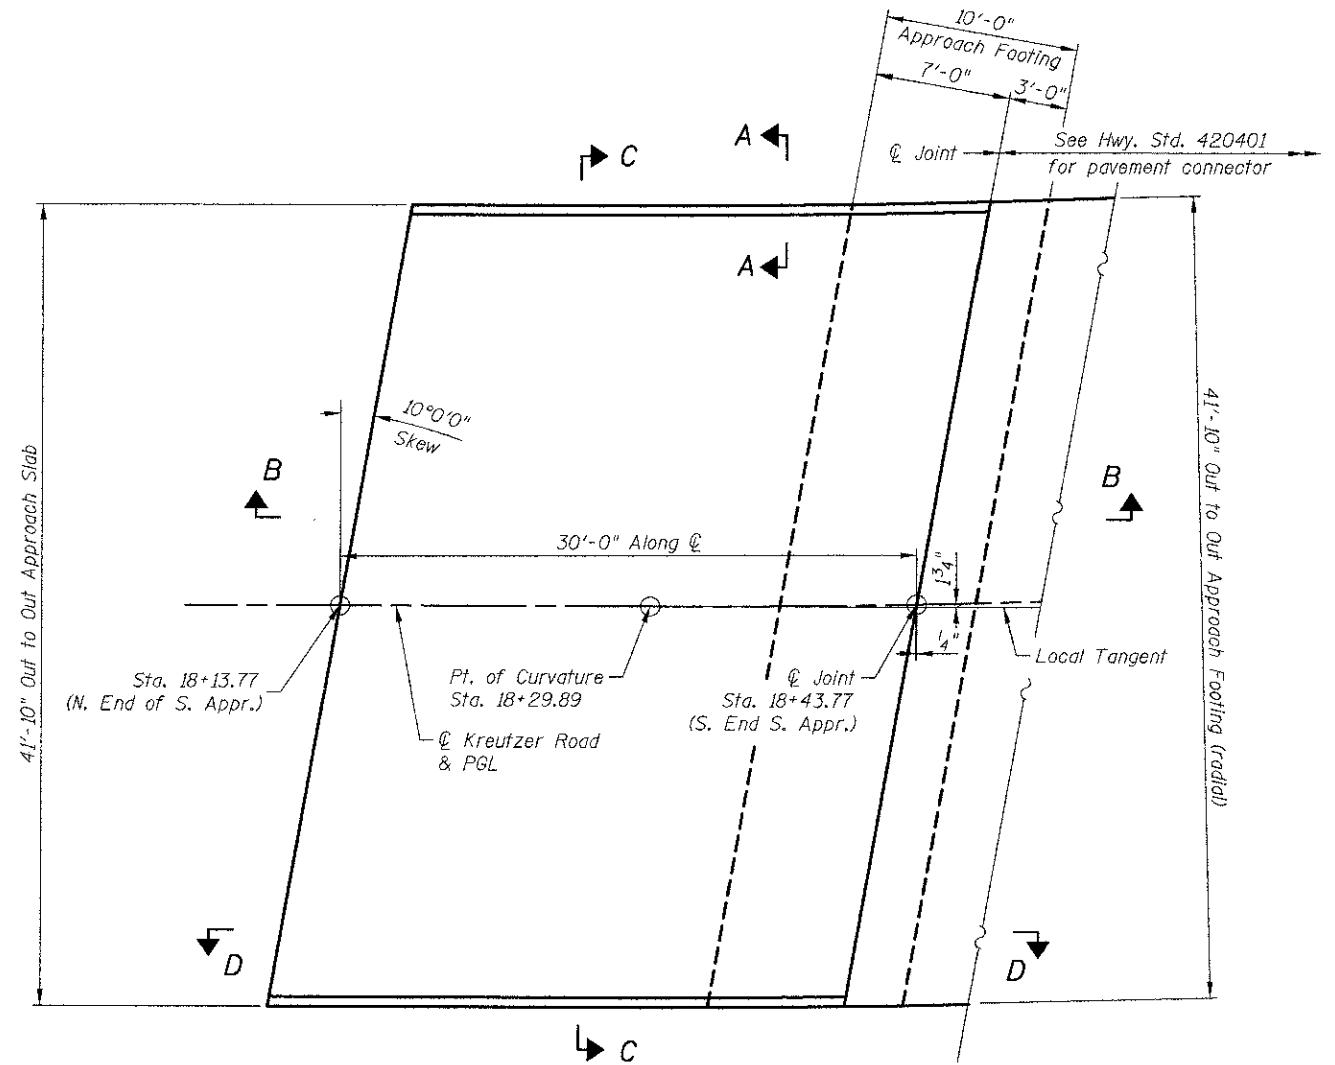 10'-0"
Approach Footing
7'-0"
3'-0"
A
C
℄ Joint
See Hwy. Std. 420401
for pavement connector
A
10°0'0"
Skew
41'-10" Out to Out Approach Slab
41'-10" Out to Out Approach Footing (radial)
B
B
30'-0" Along ℄
1¾"
¼"
Local Tangent
Sta. 18+13.77
(N. End of S. Appr.)
Pt. of Curvature
Sta. 18+29.89
℄ Joint
Sta. 18+43.77
(S. End S. Appr.)
℄ Kreutzer Road
& PGL
D
D
C